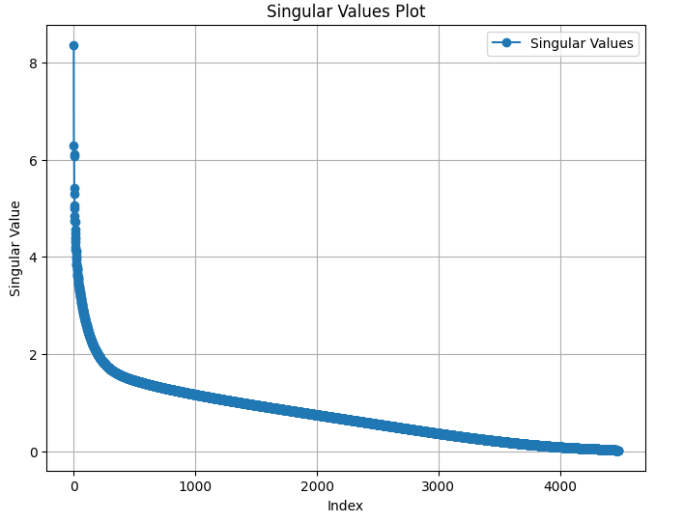 Singular Values Plot
Singular Values
8
6
4
2
0
Singular Value
0 1000 2000 3000 4000
Index